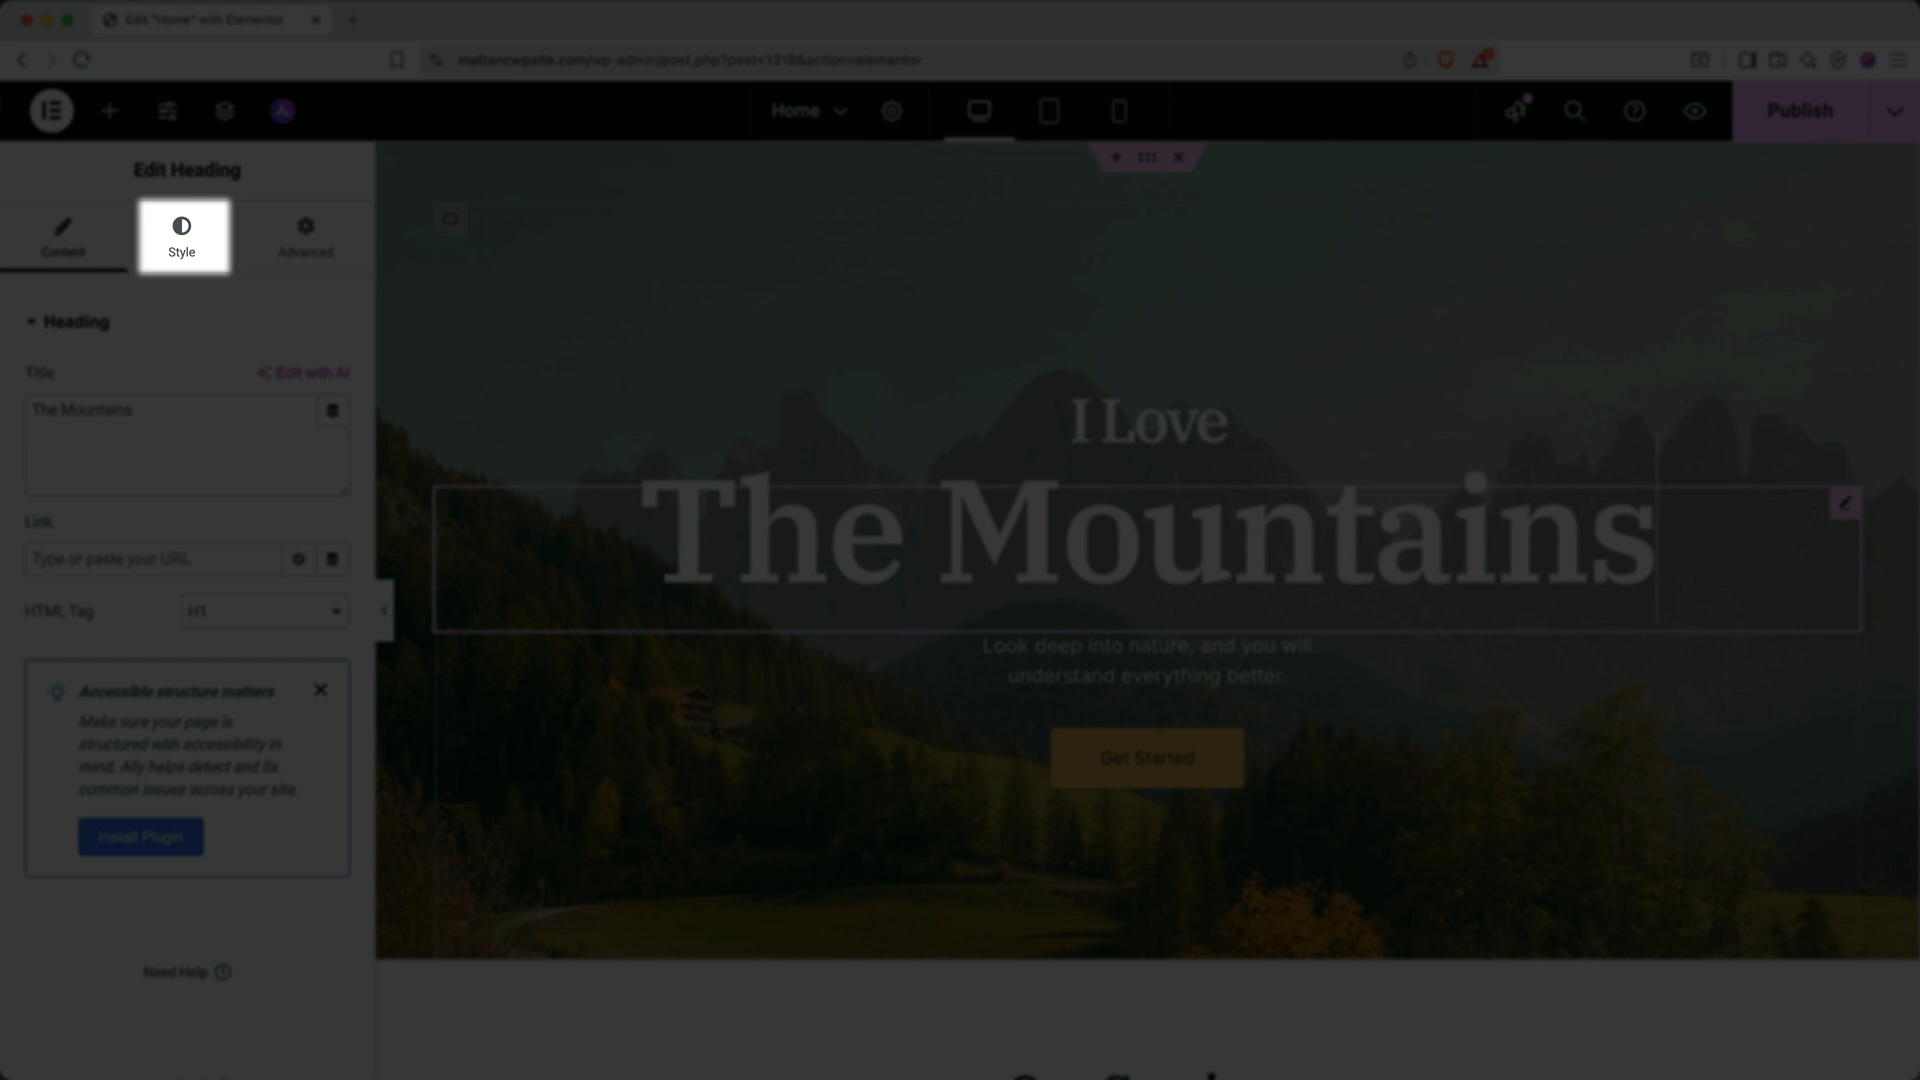 Edit "Home" with Elementor
mattsncwpsite.com/wp-admin/post.php?post=1318&action=elementor
Home
Publish
Edit Heading
Content
Style
Advanced
Heading
Title
Edit with AI
The Mountains
Link
Type or paste your URL
HTML Tag
H1
Accessible structure matters
Make sure your page is
structured with accessibility in
mind. Ally helps detect and fix
common issues across your site.
Install Plugin
Need Help
I Love
The Mountains
Look deep into nature, and you will
understand everything better.
Get Started